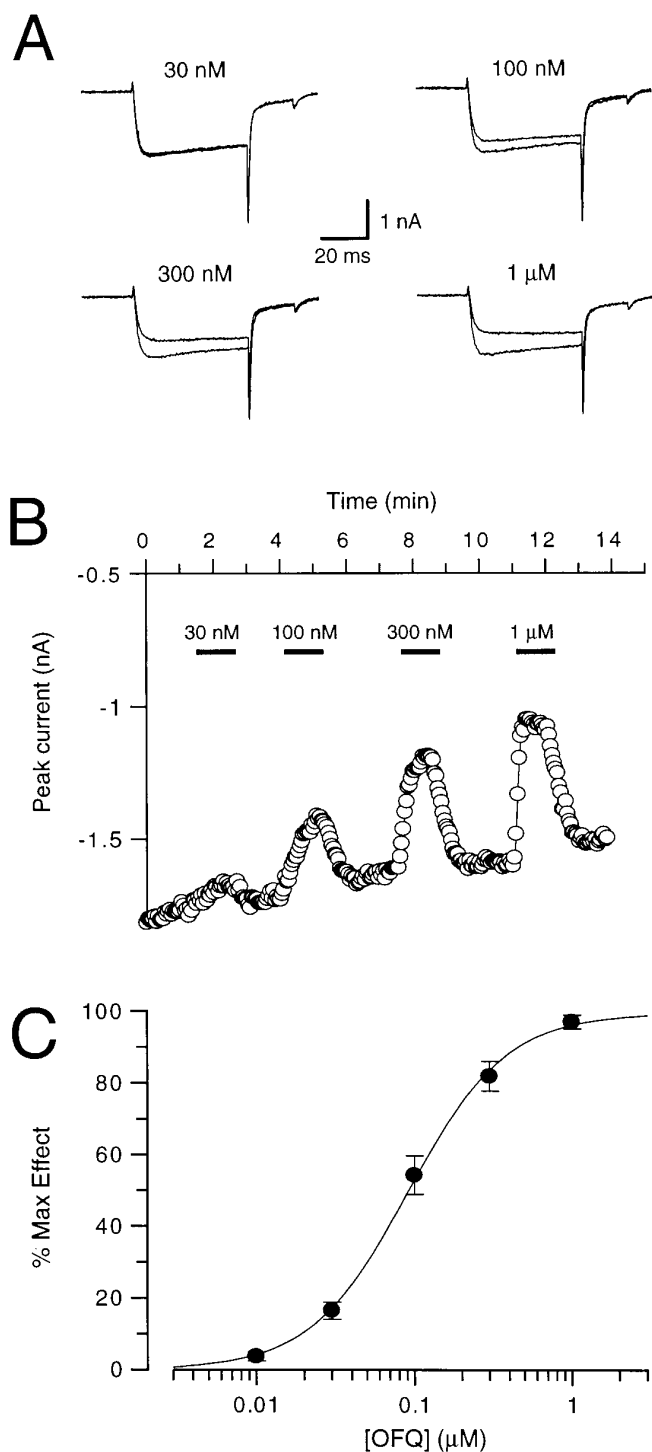 A
30 nM
100 nM
1 nA
20 ms
300 nM
1 μM
B
Time (min)
0 2 4 6 8 10 12 14
-0.5
30 nM 100 nM 300 nM 1 μM
Peak current (nA)
-1
-1.5
C
100
80
60
40
20
0
% Max Effect
0.01 0.1 1
[OFQ] (μM)